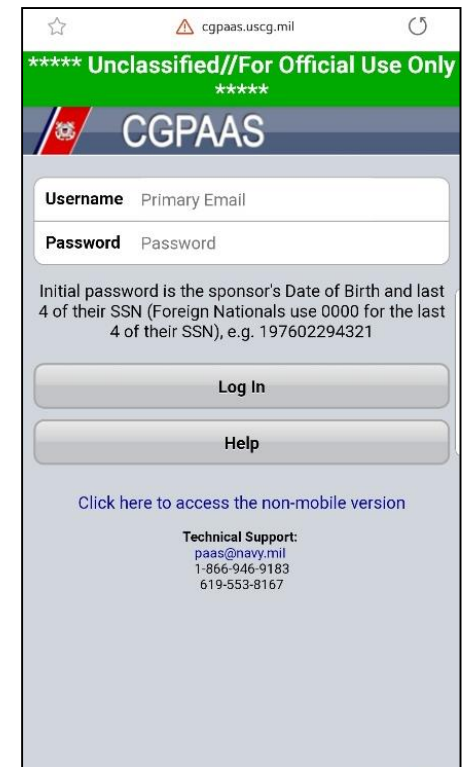 cgpaas.uscg.mil
***** Unclassified//For Official Use Only
*****
CGPAAS
Username Primary Email
Password Password
Initial password is the sponsor's Date of Birth and last
4 of their SSN (Foreign Nationals use 0000 for the last
4 of their SSN), e.g. 197602294321
Log In
Help
Click here to access the non-mobile version
Technical Support:
paas@navy.mil
1-866-946-9183
619-553-8167